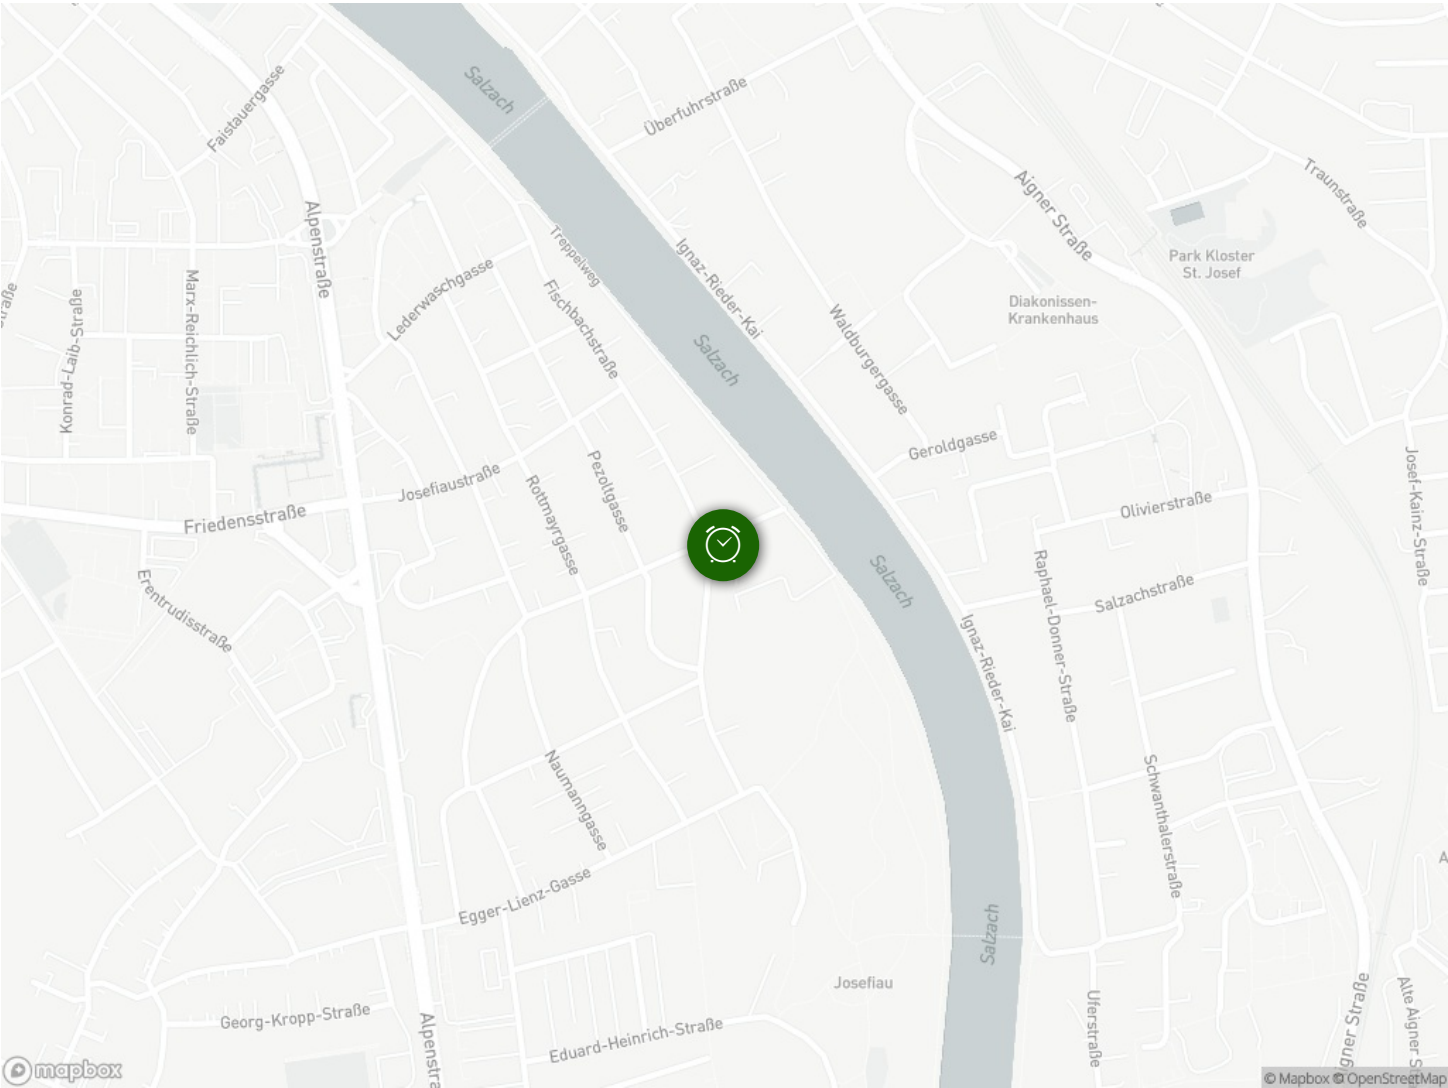 Salzach
Überfuhrstraße
Faistauergasse
Aigner Straße
Traunstraße
Alpenstraße
Treppelweg
Ignaz-Rieder-Kai
Park Kloster
St. Josef
Lederwaschgasse
Marx-Reichlich-Straße
Konrad-Laib-Straße
Fischbachstraße
Diakonissen-
Krankenhaus
Waldburgergasse
Salzach
Geroldgasse
Josefiaustraße
Pezoltgasse
Rottmayrgasse
Josef-Kainz-Straße
Friedensstraße
Olivierstraße
Erentrudisstraße
Salzach
Raphael-Donner-Straße
Salzachstraße
Ignaz-Rieder-Kai
Naumanngasse
Schwanthalerstraße
Egger-Lienz-Gasse
Salzach
Josefiau
Georg-Kropp-Straße
Alpenstra
Eduard-Heinrich-Straße
Uferstraße
igner Straße
Alte Aigner
mapbox
© Mapbox © OpenStreetMap